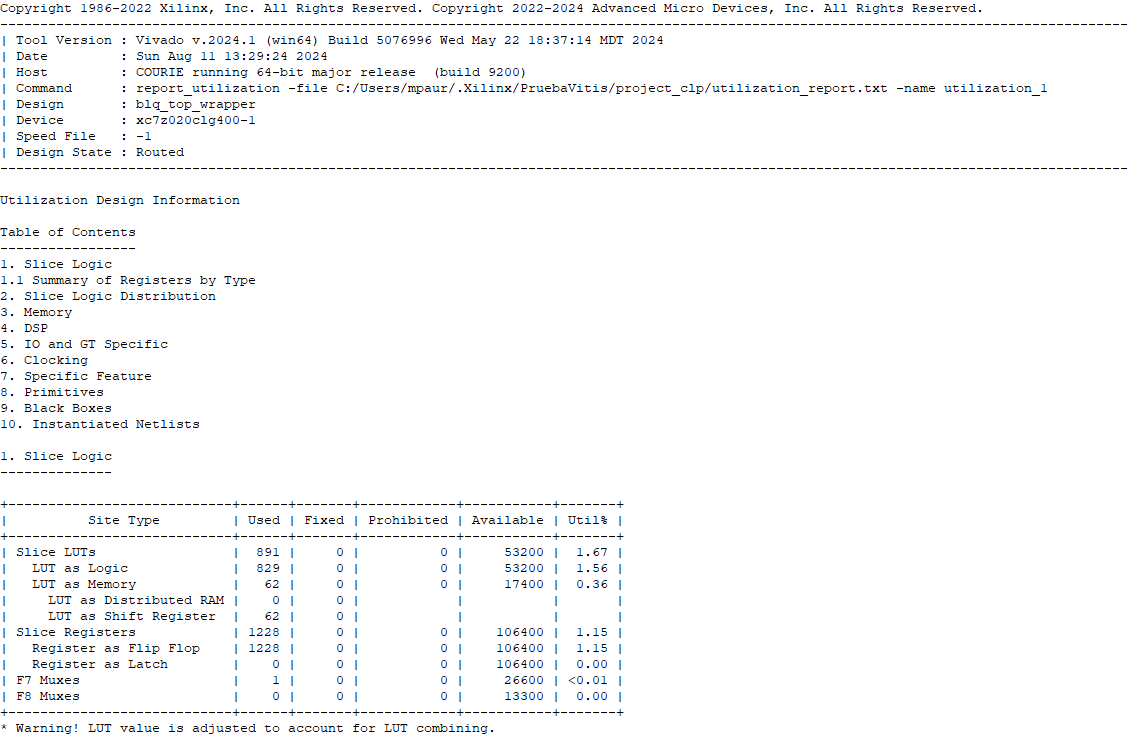 Copyright 1986-2022 Xilinx, Inc. All Rights Reserved. Copyright 2022-2024 Advanced Micro Devices, Inc. All Rights Reserved.
---------------------------------------------------------------------------------------------------------------------------------------------
| Tool Version : Vivado v.2024.1 (win64) Build 5076996 Wed May 22 18:37:14 MDT 2024
| Date         : Sun Aug 11 13:29:24 2024
| Host         : COURIE running 64-bit major release  (build 9200)
| Command      : report_utilization -file C:/Users/mpaur/.Xilinx/PruebaVitis/project_clp/utilization_report.txt -name utilization_1
| Design       : blq_top_wrapper
| Device       : xc7z020clg400-1
| Speed File   : -1
| Design State : Routed
---------------------------------------------------------------------------------------------------------------------------------------------

Utilization Design Information

Table of Contents
-----------------
1. Slice Logic
1.1 Summary of Registers by Type
2. Slice Logic Distribution
3. Memory
4. DSP
5. IO and GT Specific
6. Clocking
7. Specific Feature
8. Primitives
9. Black Boxes
10. Instantiated Netlists

1. Slice Logic
--------------

+----------------------------+------+-------+------------+-----------+-------+
|          Site Type         | Used | Fixed | Prohibited | Available | Util% |
+----------------------------+------+-------+------------+-----------+-------+
| Slice LUTs                 |  891 |     0 |          0 |     53200 |  1.67 |
|   LUT as Logic             |  829 |     0 |          0 |     53200 |  1.56 |
|   LUT as Memory            |   62 |     0 |          0 |     17400 |  0.36 |
|     LUT as Distributed RAM |    0 |     0 |            |           |       |
|     LUT as Shift Register  |   62 |     0 |            |           |       |
| Slice Registers            | 1228 |     0 |          0 |    106400 |  1.15 |
|   Register as Flip Flop    | 1228 |     0 |          0 |    106400 |  1.15 |
|   Register as Latch        |    0 |     0 |          0 |    106400 |  0.00 |
| F7 Muxes                   |    1 |     0 |          0 |     26600 | <0.01 |
| F8 Muxes                   |    0 |     0 |          0 |     13300 |  0.00 |
+----------------------------+------+-------+------------+-----------+-------+
* Warning! LUT value is adjusted to account for LUT combining.